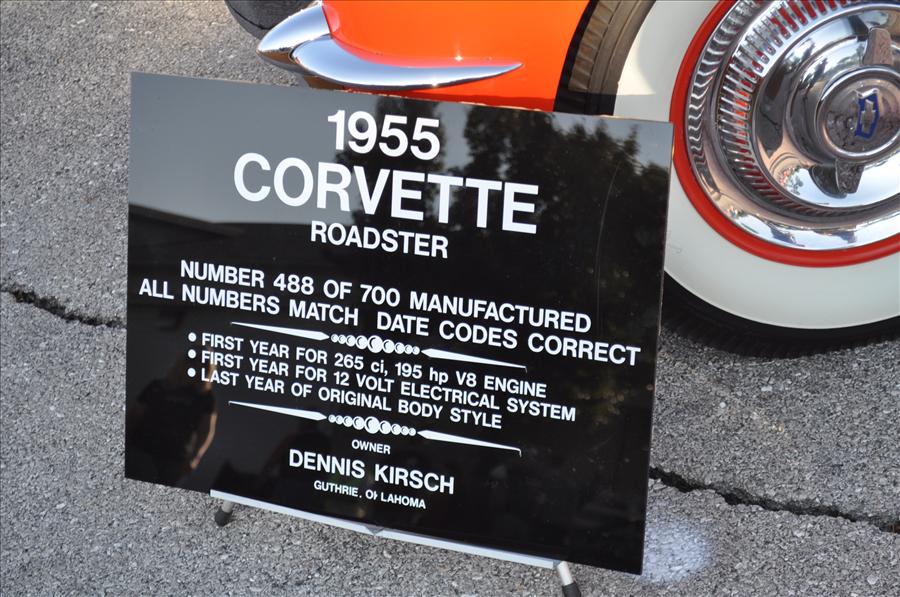 1955
CORVETTE
ROADSTER
NUMBER 488 OF 700 MANUFACTURED
ALL NUMBERS MATCH DATE CODES CORRECT
• FIRST YEAR FOR 265 ci, 195 hp V8 ENGINE
• FIRST YEAR FOR 12 VOLT ELECTRICAL SYSTEM
• LAST YEAR OF ORIGINAL BODY STYLE
OWNER
DENNIS KIRSCH
GUTHRIE, OKLAHOMA